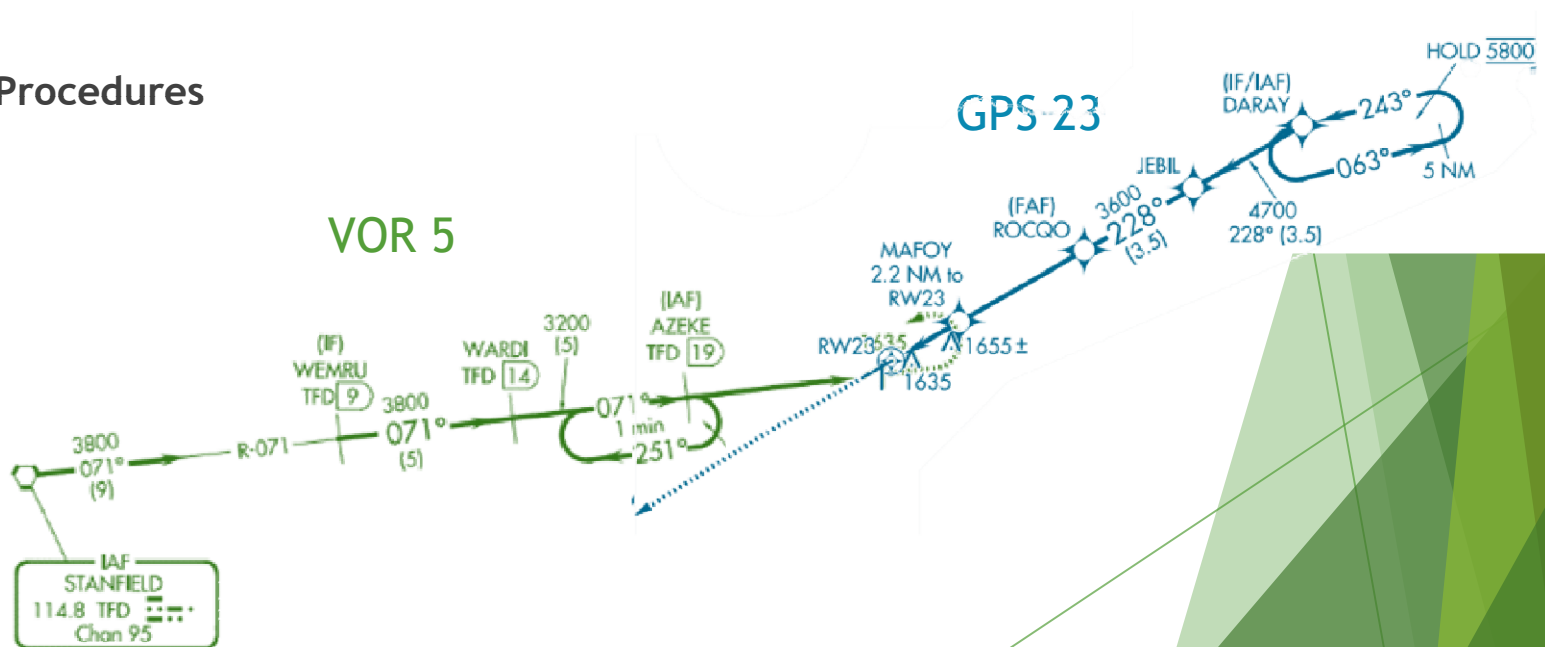 Procedures
GPS 23
VOR 5
HOLD 5800
(IF/IAF)
DARAY
243°
063°
5 NM
JEBIL
4700
228° (3.5)
(FAF)
ROCQO
3600
228°
(3.5)
MAFOY
2.2 NM to
RW23
RW23
1635
1655±
1635
(IAF)
AZEKE
TFD 19
3200
(5)
WARDI
TFD 14
071°
1 min
251°
(IF)
WEMRU
TFD 9
3800
071°
(5)
R-071
3800
071°
(9)
IAF
STANFIELD
114.8 TFD
Chan 95